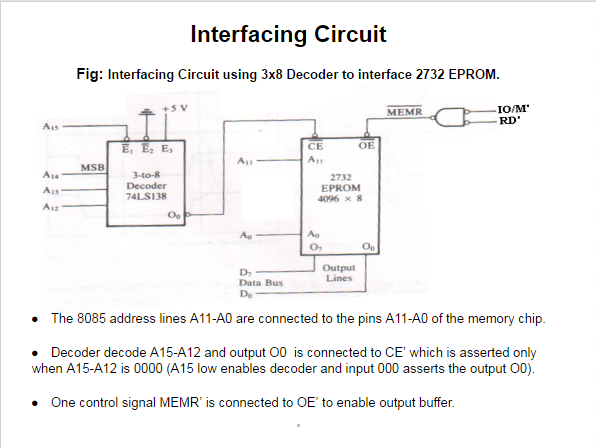 Interfacing Circuit
Fig: Interfacing Circuit using 3x8 Decoder to interface 2732 EPROM.
+5 V
MEMR
IO/M'
RD'
A15
E1 E2 E3
CE OE
A11 A11
MSB
A14
3-to-8
Decoder
74LS138
A13
A12
O0
2732
EPROM
4096 × 8
A0 A0
O7 O0
D7
Data Bus
D0
Output
Lines
• The 8085 address lines A11-A0 are connected to the pins A11-A0 of the memory chip.
• Decoder decode A15-A12 and output O0 is connected to CE' which is asserted only
when A15-A12 is 0000 (A15 low enables decoder and input 000 asserts the output O0).
• One control signal MEMR' is connected to OE' to enable output buffer.